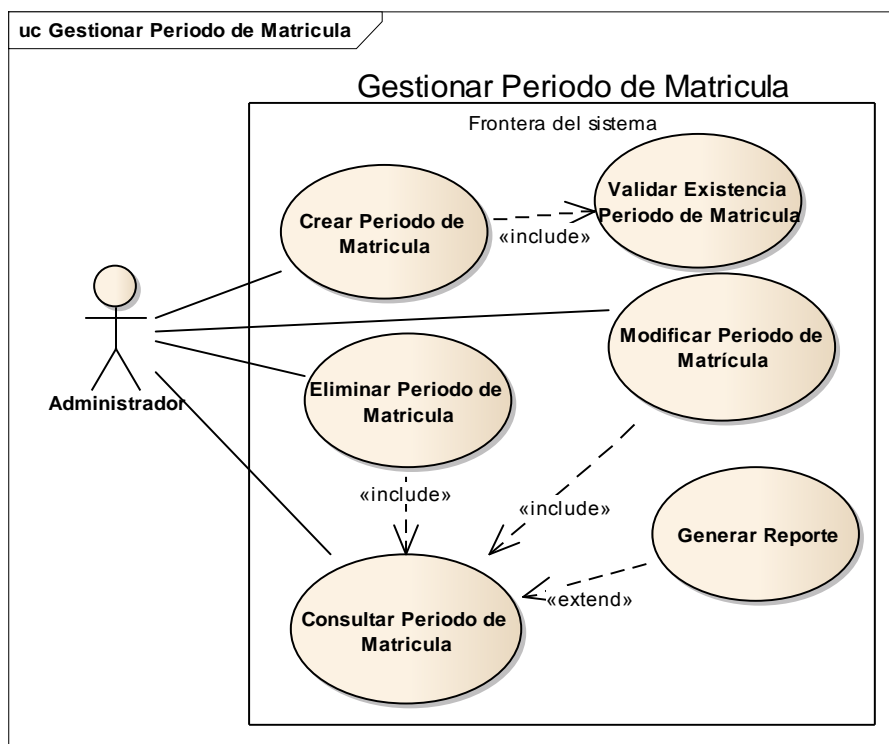 uc Gestionar Periodo de Matricula
Gestionar Periodo de Matricula
Frontera del sistema
Crear Periodo de
Matricula
«include»
Validar Existencia
Periodo de Matricula
Modificar Periodo de
Matrícula
Administrador
Eliminar Periodo de
Matricula
«include»
«include»
Generar Reporte
«extend»
Consultar Periodo de
Matricula